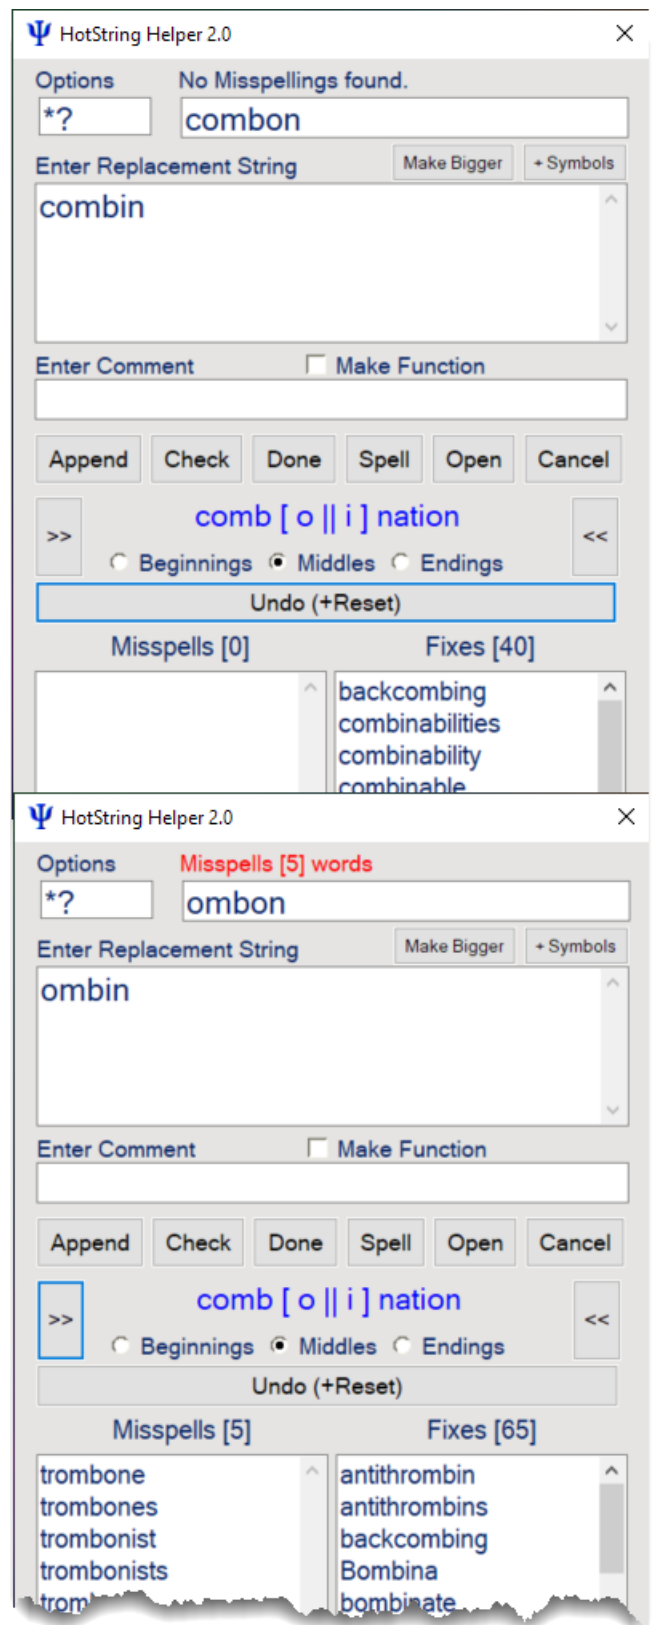 Ψ HotString Helper 2.0 ×
Options No Misspellings found.
*? combon
Enter Replacement String Make Bigger + Symbols
combin
Enter Comment Make Function
Append Check Done Spell Open Cancel
>> comb [ o || i ] nation <<
Beginnings Middles Endings
Undo (+Reset)
Misspells [0] Fixes [40]
backcombing
combinabilities
combinability
combinable
Ψ HotString Helper 2.0 ×
Options Misspells [5] words
*? ombon
Enter Replacement String Make Bigger + Symbols
ombin
Enter Comment Make Function
Append Check Done Spell Open Cancel
>> comb [ o || i ] nation <<
Beginnings Middles Endings
Undo (+Reset)
Misspells [5] Fixes [65]
trombone antithrombin
trombones antithrombins
trombonist backcombing
trombonists Bombina
bombinate